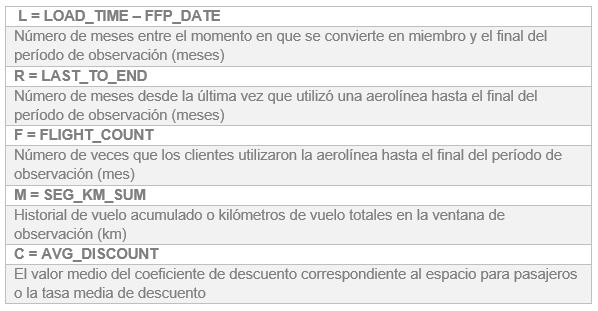 L = LOAD_TIME – FFP_DATE
Número de meses entre el momento en que se convierte en miembro y el final del
período de observación (meses)
R = LAST_TO_END
Número de meses desde la última vez que utilizó una aerolínea hasta el final del
período de observación (meses)
F = FLIGHT_COUNT
Número de veces que los clientes utilizaron la aerolínea hasta el final del período de
observación (mes)
M = SEG_KM_SUM
Historial de vuelo acumulado o kilómetros de vuelo totales en la ventana de
observación (km)
C = AVG_DISCOUNT
El valor medio del coeficiente de descuento correspondiente al espacio para pasajeros
o la tasa media de descuento